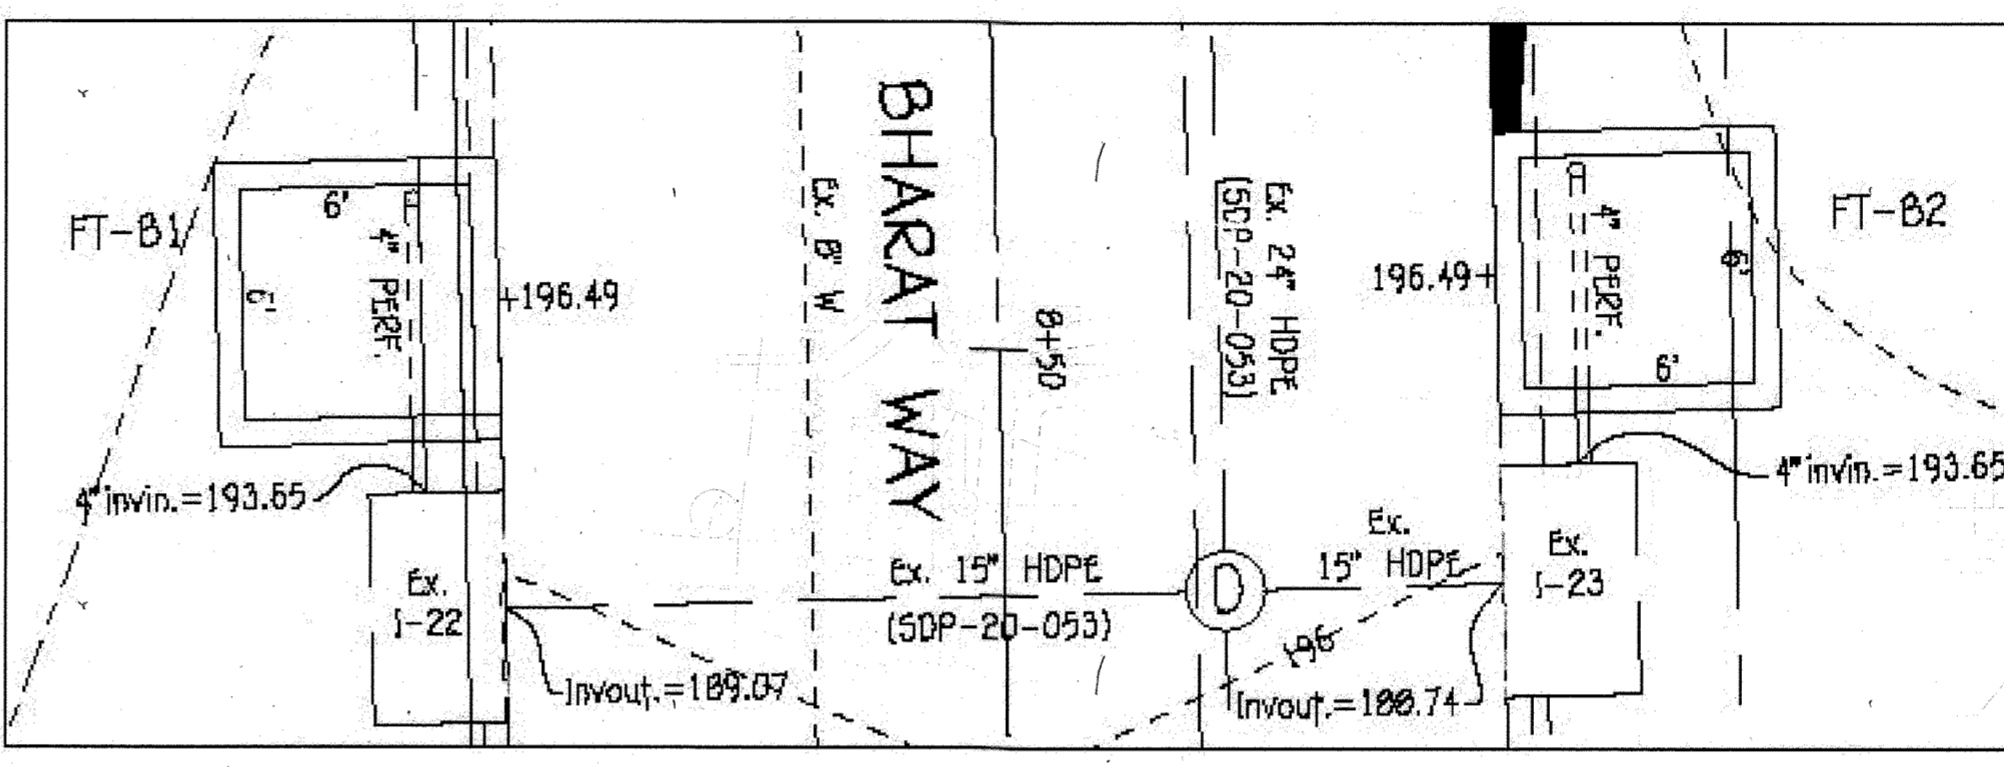 FT-B1
6'
6'
4" PERF.
+196.49
4" invin.=193.65
Ex.
I-22
Invout.=189.07
Ex. 8" W
BHARAT WAY
8+50
Ex. 24" HDPE
(SDP-20-053)
Ex. 15" HDPE
(SDP-20-053)
D
Ex.
15" HDPE
196
Invout.=188.74
196.49+
4" PERF.
6'
6'
FT-B2
4" invin.=193.65
Ex.
I-23